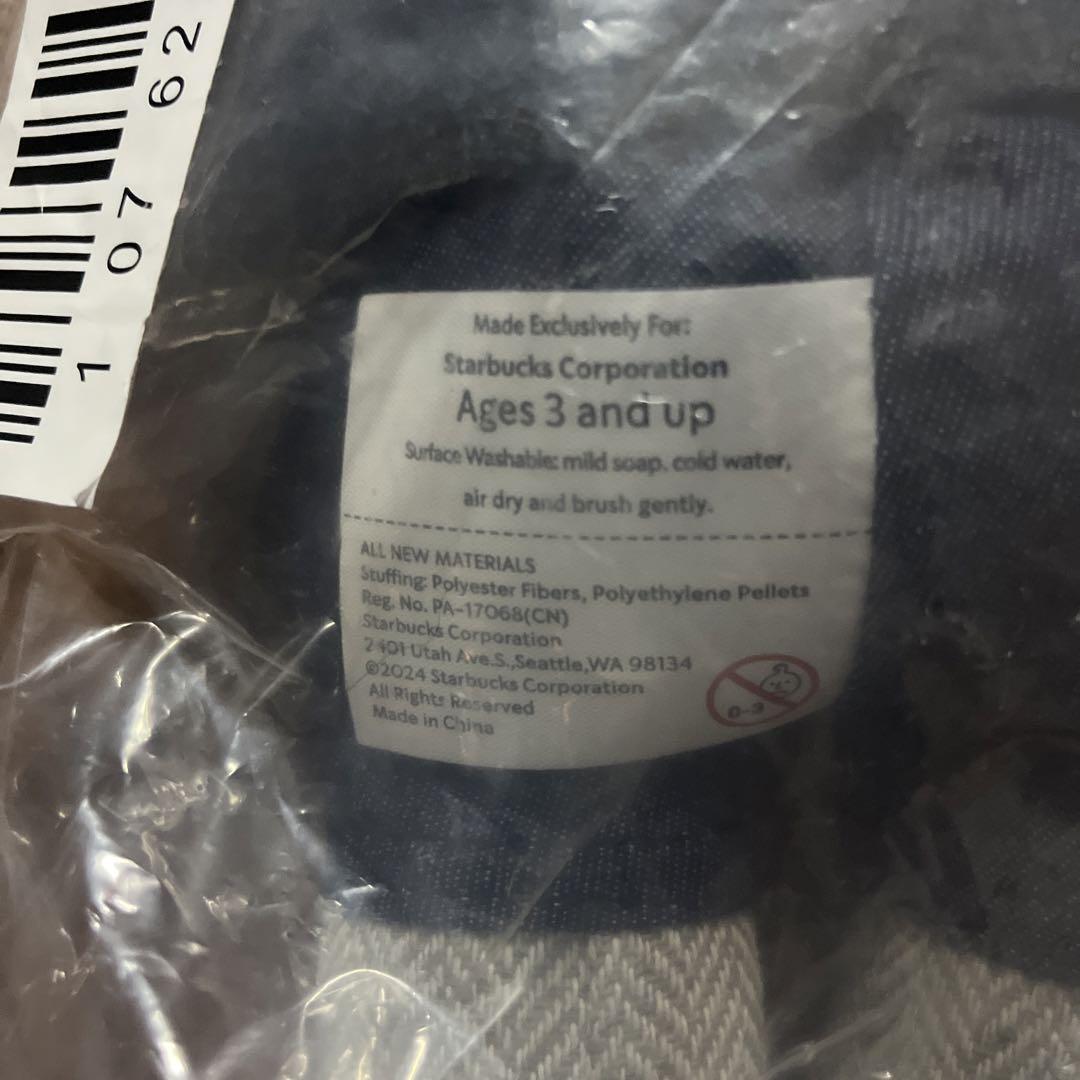 1 07 62
Made Exclusively For:
Starbucks Corporation
Ages 3 and up
Surface Washable: mild soap. cold water,
air dry and brush gently.
ALL NEW MATERIALS
Stuffing: Polyester Fibers, Polyethylene Pellets
Reg. No. PA-17068(CN)
Starbucks Corporation
2401 Utah Ave.S.,Seattle,WA 98134
©2024 Starbucks Corporation
All Rights Reserved
Made in China
0-3